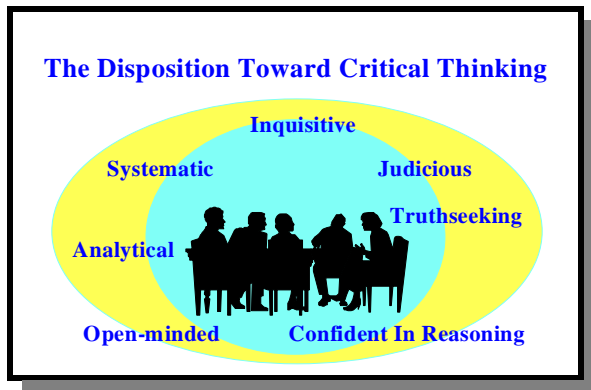 The Disposition Toward Critical Thinking
Inquisitive
Systematic
Judicious
Truthseeking
Analytical
Open-minded
Confident In Reasoning